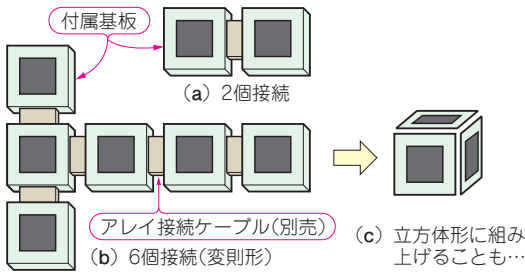 付属基板
(a) 2個接続
アレイ接続ケーブル(別売)
(b) 6個接続(変則形)
(c) 立方体形に組み
上げることも…